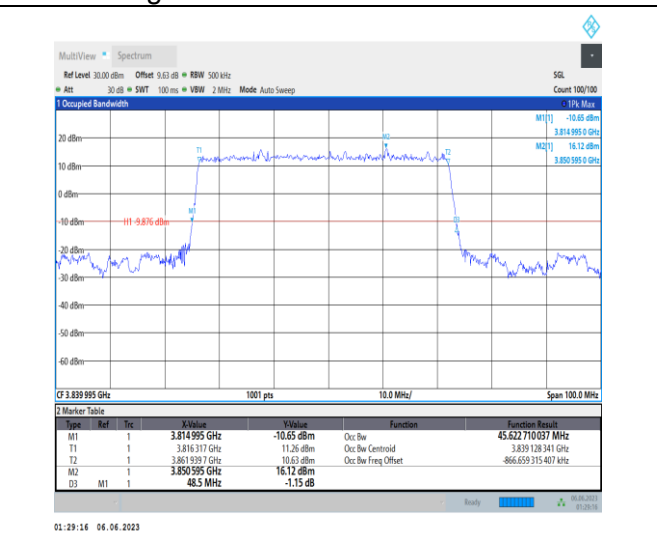 MultiView Spectrum
Ref Level 30.00 dBm Offset 9.63 dB RBW 500 kHz SGL
Att 30 dB SWT 100 ms VBW 2 MHz Mode Auto Sweep Count 100/100
1 Occupied Bandwidth 1Pk Max
M1[1] -10.65 dBm
3.814 995 0 GHz
M2[1] 16.12 dBm
3.850 595 0 GHz
20 dBm
M2
T1
T2
10 dBm
0 dBm
M1
-10 dBm
H1 -9.876 dBm
D3
-20 dBm
-30 dBm
-40 dBm
-50 dBm
-60 dBm
CF 3.839 995 GHz 1001 pts 10.0 MHz/ Span 100.0 MHz
2 Marker Table
Type Ref Trc X-Value Y-Value Function Function Result
M1 1 3.814 995 GHz -10.65 dBm Occ Bw 45.622 710 037 MHz
T1 1 3.816 317 GHz 11.26 dBm Occ Bw Centroid 3.839 128 341 GHz
T2 1 3.861 939 7 GHz 10.63 dBm Occ Bw Freq Offset -866.659 315 407 kHz
M2 1 3.850 595 GHz 16.12 dBm
D3 M1 1 48.5 MHz -1.15 dB
Ready 06.06.2023
01:29:16
01:29:16 06.06.2023